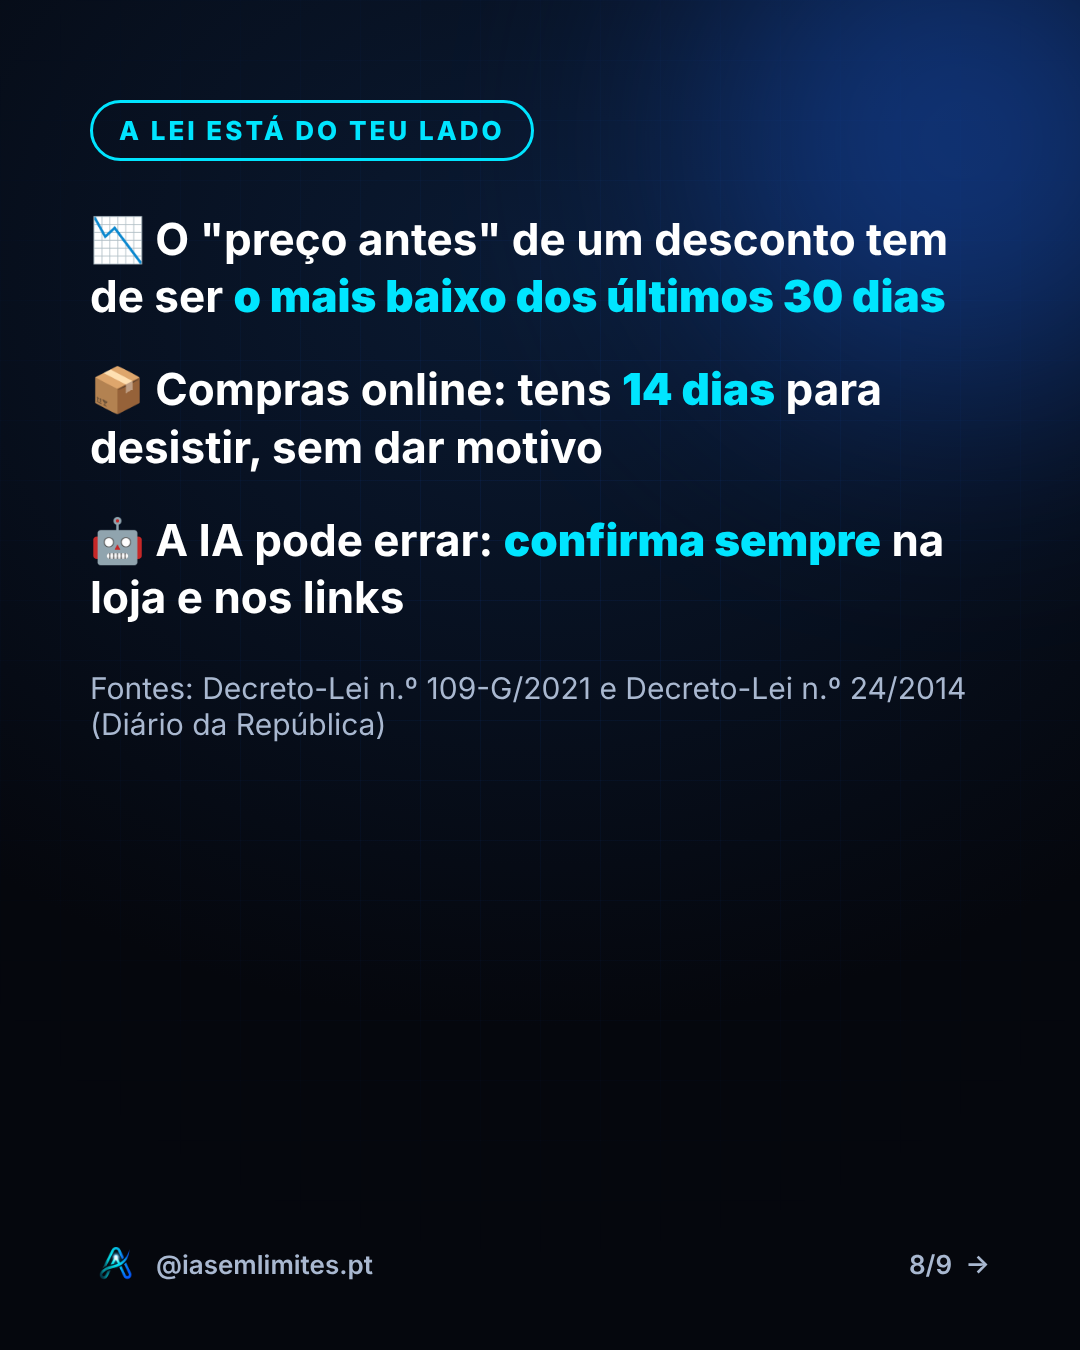 A LEI ESTÁ DO TEU LADO
📉 O "preço antes" de um desconto tem
de ser o mais baixo dos últimos 30 dias
📦 Compras online: tens 14 dias para
desistir, sem dar motivo
🤖 A IA pode errar: confirma sempre na
loja e nos links
Fontes: Decreto-Lei n.º 109-G/2021 e Decreto-Lei n.º 24/2014
(Diário da República)
@iasemlimites.pt
8/9 →